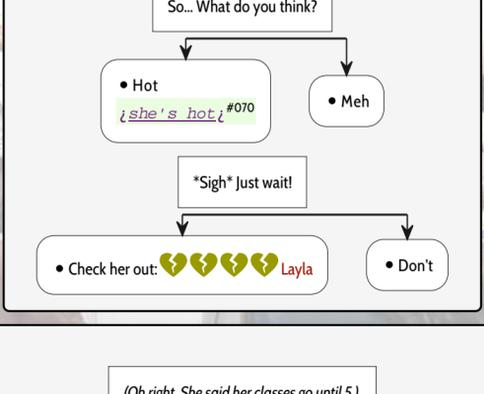 So... What do you think?
• Hot
¿she's hot¿#070
• Meh
*Sigh* Just wait!
• Check her out: Layla
• Don't
(Oh right. She said her classes go until 5.)